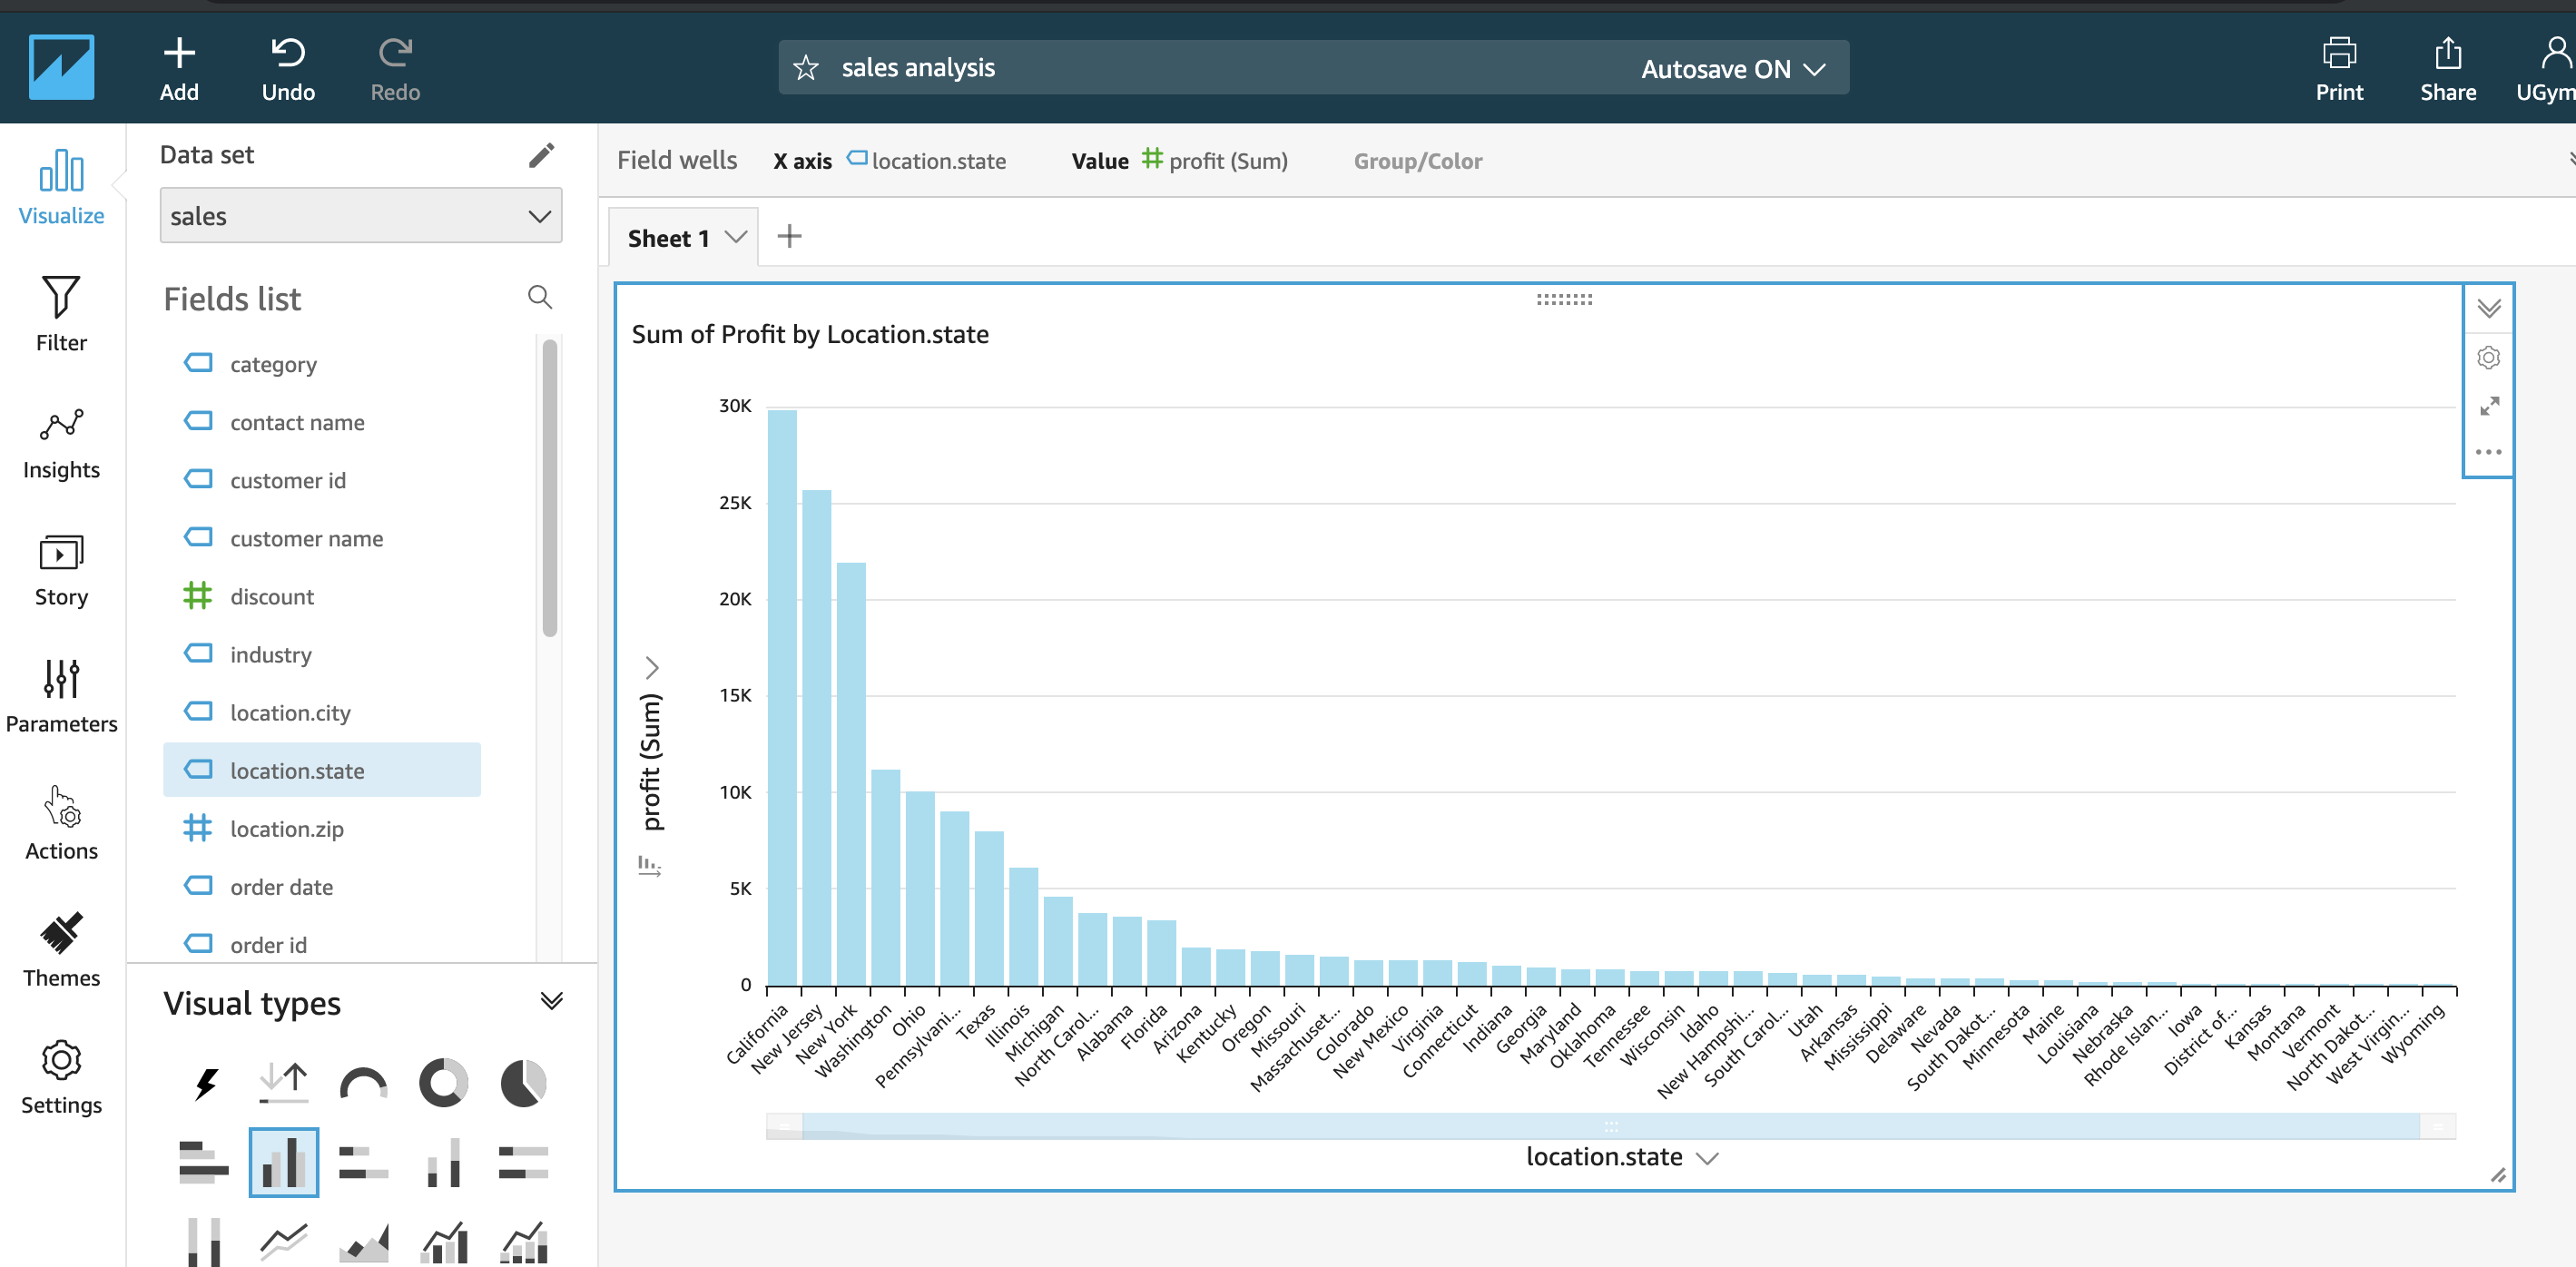 Add
Undo
Redo
sales analysis
Autosave ON
Print
Share
UGym
Visualize
Filter
Insights
Story
Parameters
Actions
Themes
Settings
Data set
sales
Fields list
category
contact name
customer id
customer name
discount
industry
location.city
location.state
location.zip
order date
order id
Visual types
Field wells X axis location.state Value profit (Sum) Group/Color
Sheet 1
Sum of Profit by Location.state
profit (Sum)
30K
25K
20K
15K
10K
5K
0
California
New Jersey
New York
Washington
Ohio
Pennsylvani...
Texas
Illinois
Michigan
North Carol...
Alabama
Florida
Arizona
Kentucky
Oregon
Missouri
Massachuset...
Colorado
New Mexico
Virginia
Connecticut
Indiana
Georgia
Maryland
Oklahoma
Tennessee
Wisconsin
Idaho
New Hampshi...
South Carol...
Utah
Arkansas
Mississippi
Delaware
Nevada
South Dakot...
Minnesota
Maine
Louisiana
Nebraska
Rhode Islan...
Iowa
District of...
Kansas
Montana
Vermont
North Dakot...
West Virgin...
Wyoming
location.state